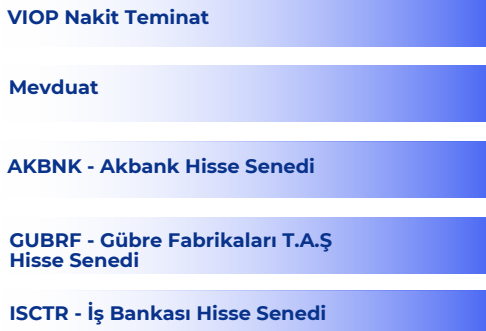 VIOP Nakit Teminat
Mevduat
AKBNK - Akbank Hisse Senedi
GUBRF - Gübre Fabrikaları T.A.Ş
Hisse Senedi
ISCTR - İş Bankası Hisse Senedi